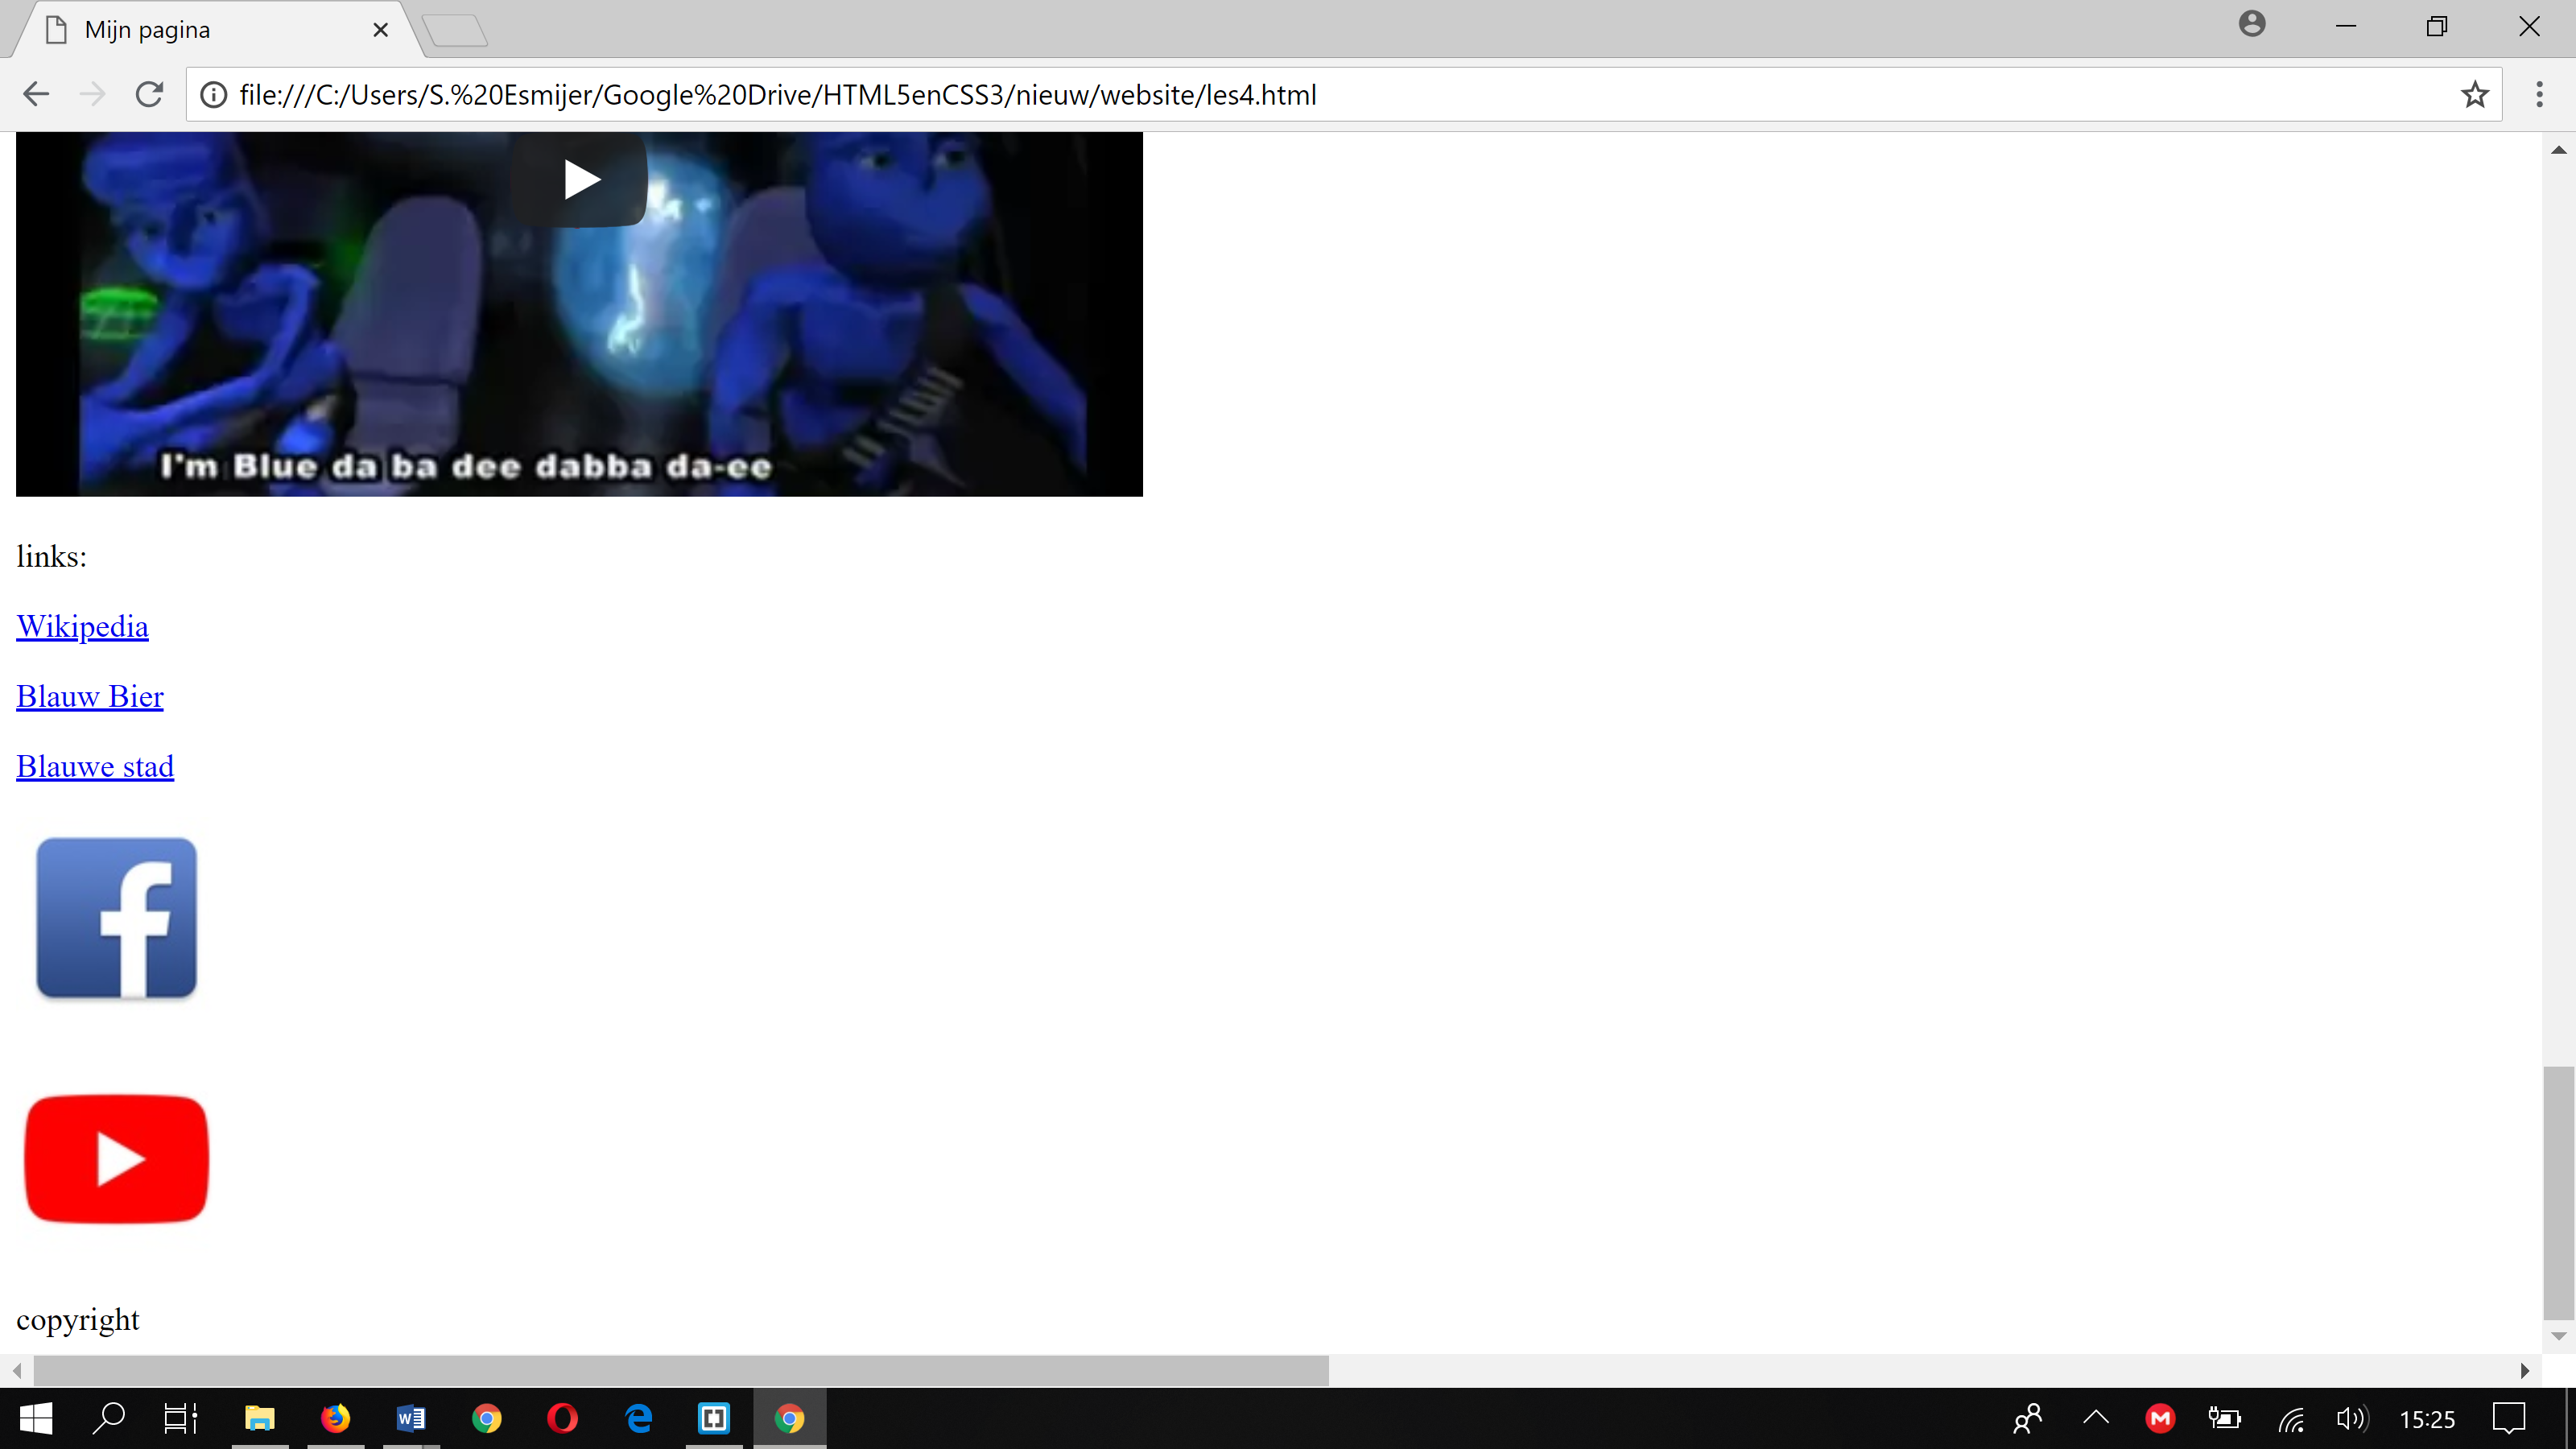 Mijn pagina
file:///C:/Users/S.%20Esmijer/Google%20Drive/HTML5enCSS3/nieuw/website/les4.html
I'm Blue da ba dee dabba da-ee
links:
Wikipedia
Blauw Bier
Blauwe stad
f
copyright
15:25